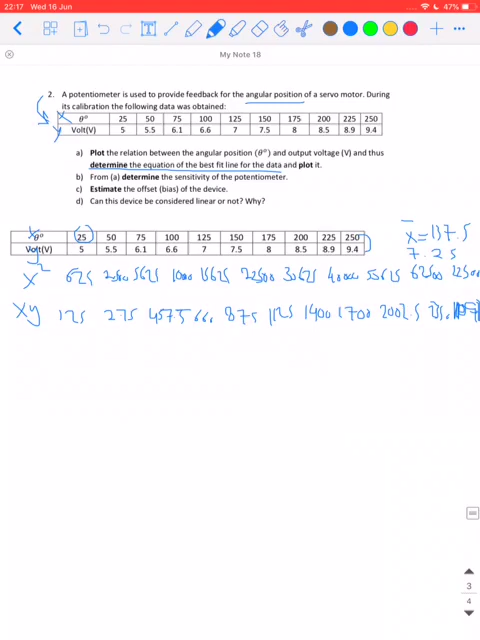 22:17 Wed 16 Jun 47%
My Note 18
2. A potentiometer is used to provide feedback for the angular position of a servo motor. During
its calibration the following data was obtained:
x θ° 25 50 75 100 125 150 175 200 225 250
y Volt(V) 5 5.5 6.1 6.6 7 7.5 8 8.5 8.9 9.4
a) Plot the relation between the angular position (θ°) and output voltage (V) and thus
determine the equation of the best fit line for the data and plot it.
b) From (a) determine the sensitivity of the potentiometer.
c) Estimate the offset (bias) of the device.
d) Can this device be considered linear or not? Why?
x θ° 25 50 75 100 125 150 175 200 225 250
y Volt(V) 5 5.5 6.1 6.6 7 7.5 8 8.5 8.9 9.4
x̄ = 137.5
7.25
x² 625 2500 5625 1000 15625 22500 30625 40000 62500
xy 125 275 457.5 660 875 1125 1400 1700 2002.5
3
4